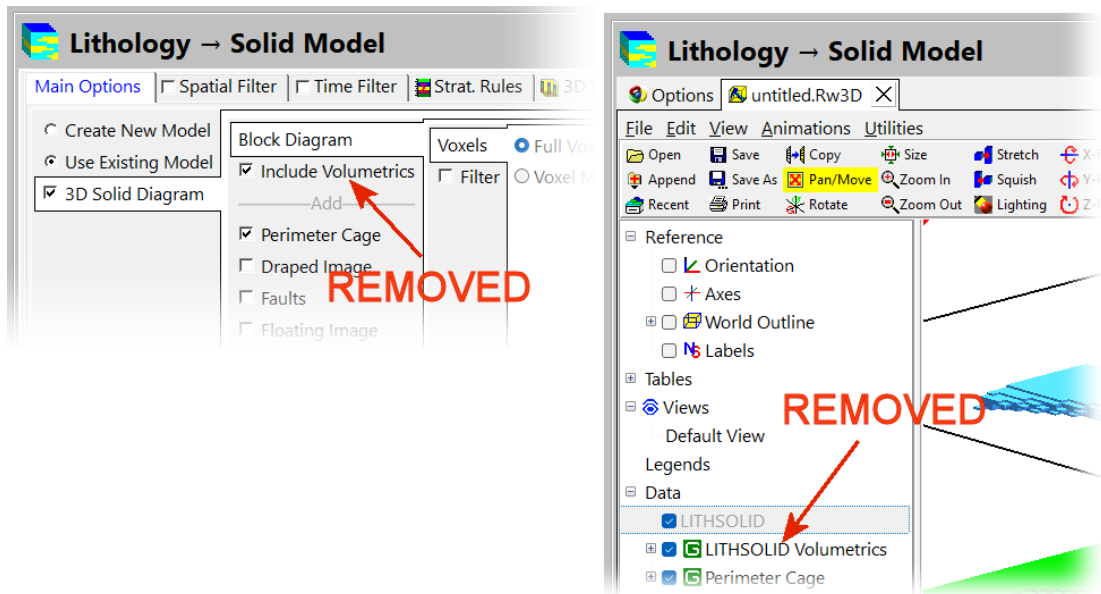 Lithology → Solid Model
Main Options Spatial Filter Time Filter Strat. Rules 3D
Create New Model
Use Existing Model
3D Solid Diagram
Block Diagram
Include Volumetrics
Add
Perimeter Cage
Draped Image
Faults
Floating Image
Voxels
Filter
Full Vox
Voxel M
REMOVED
Lithology → Solid Model
Options untitled.Rw3D
File Edit View Animations Utilities
Open Save Copy Size Stretch X-R
Append Save As Pan/Move Zoom In Squish Y-R
Recent Print Rotate Zoom Out Lighting Z-R
Reference
Orientation
Axes
World Outline
Labels
Tables
Views
Default View
Legends
Data
LITHSOLID
LITHSOLID Volumetrics
Perimeter Cage
REMOVED